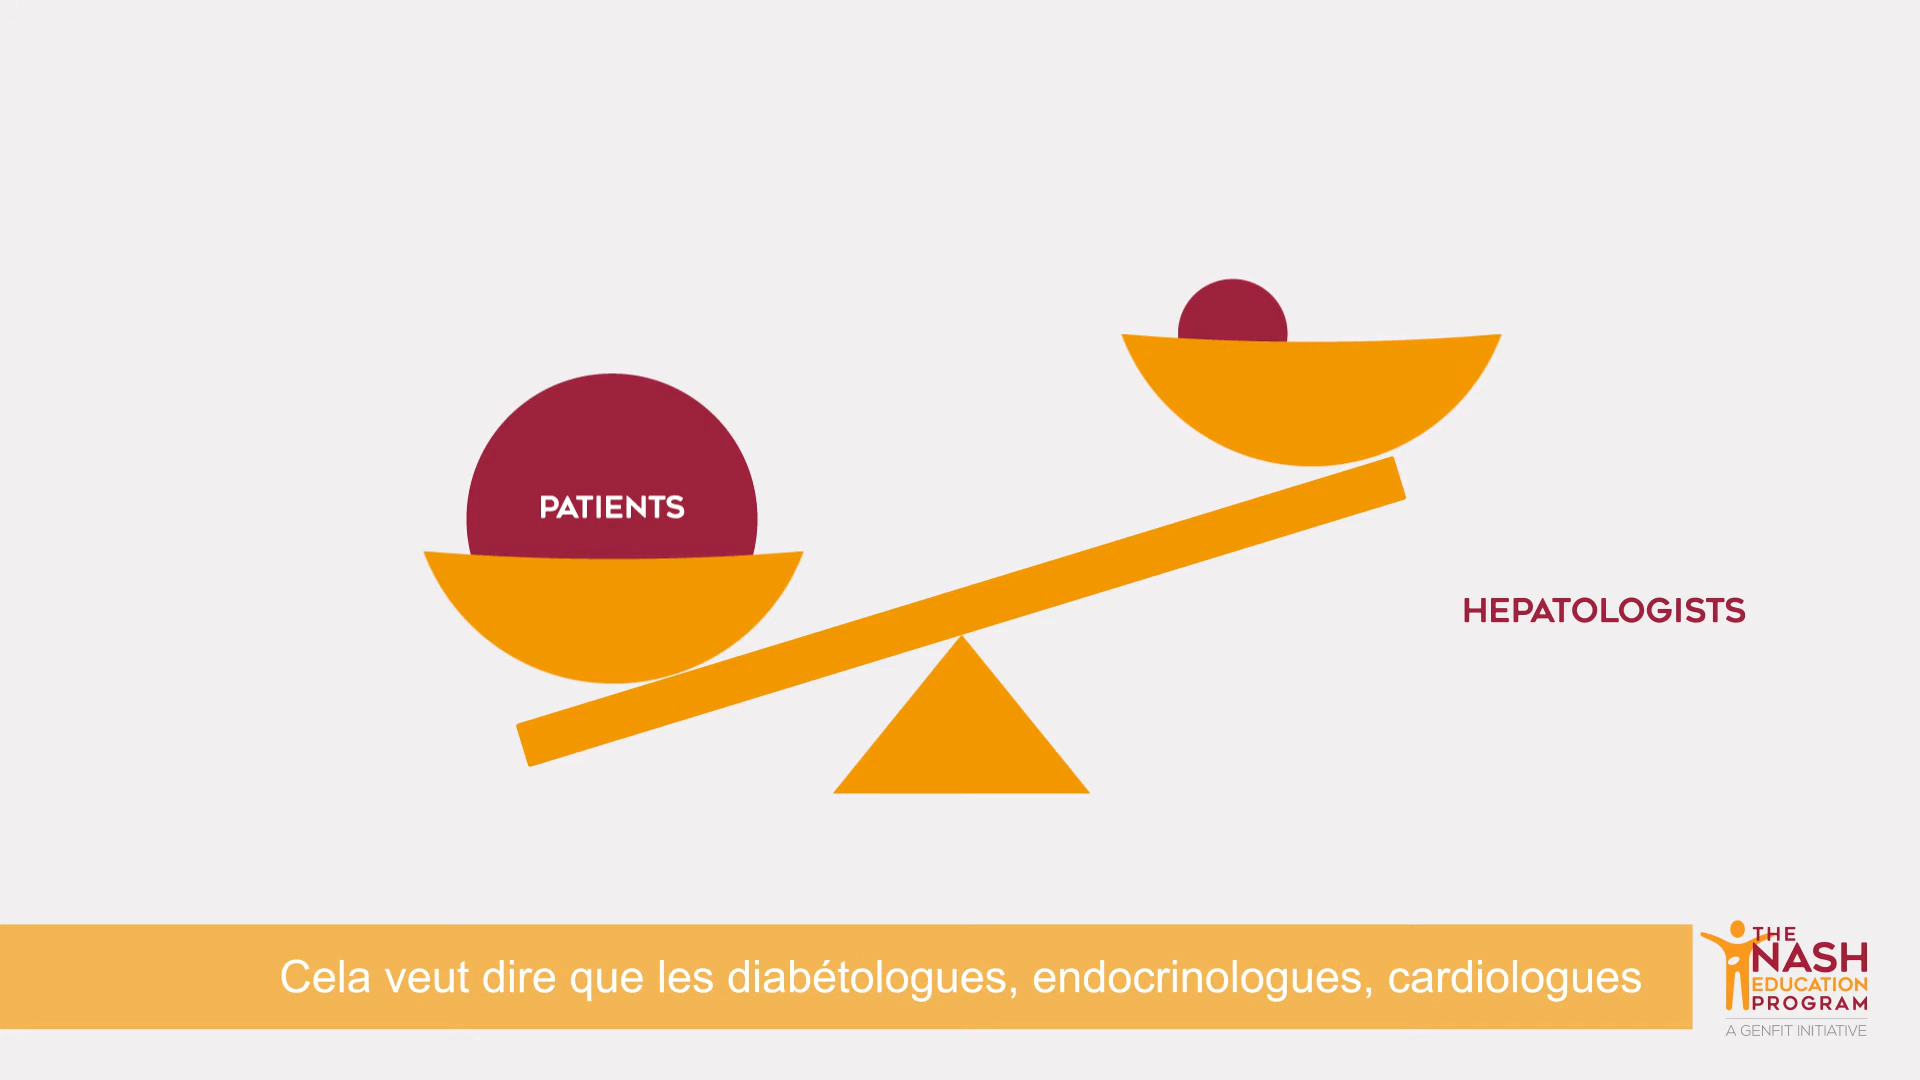 PATIENTS
HEPATOLOGISTS
Cela veut dire que les diabétologues, endocrinologues, cardiologues
THE
NASH
EDUCATION
PROGRAM
A GENFIT INITIATIVE